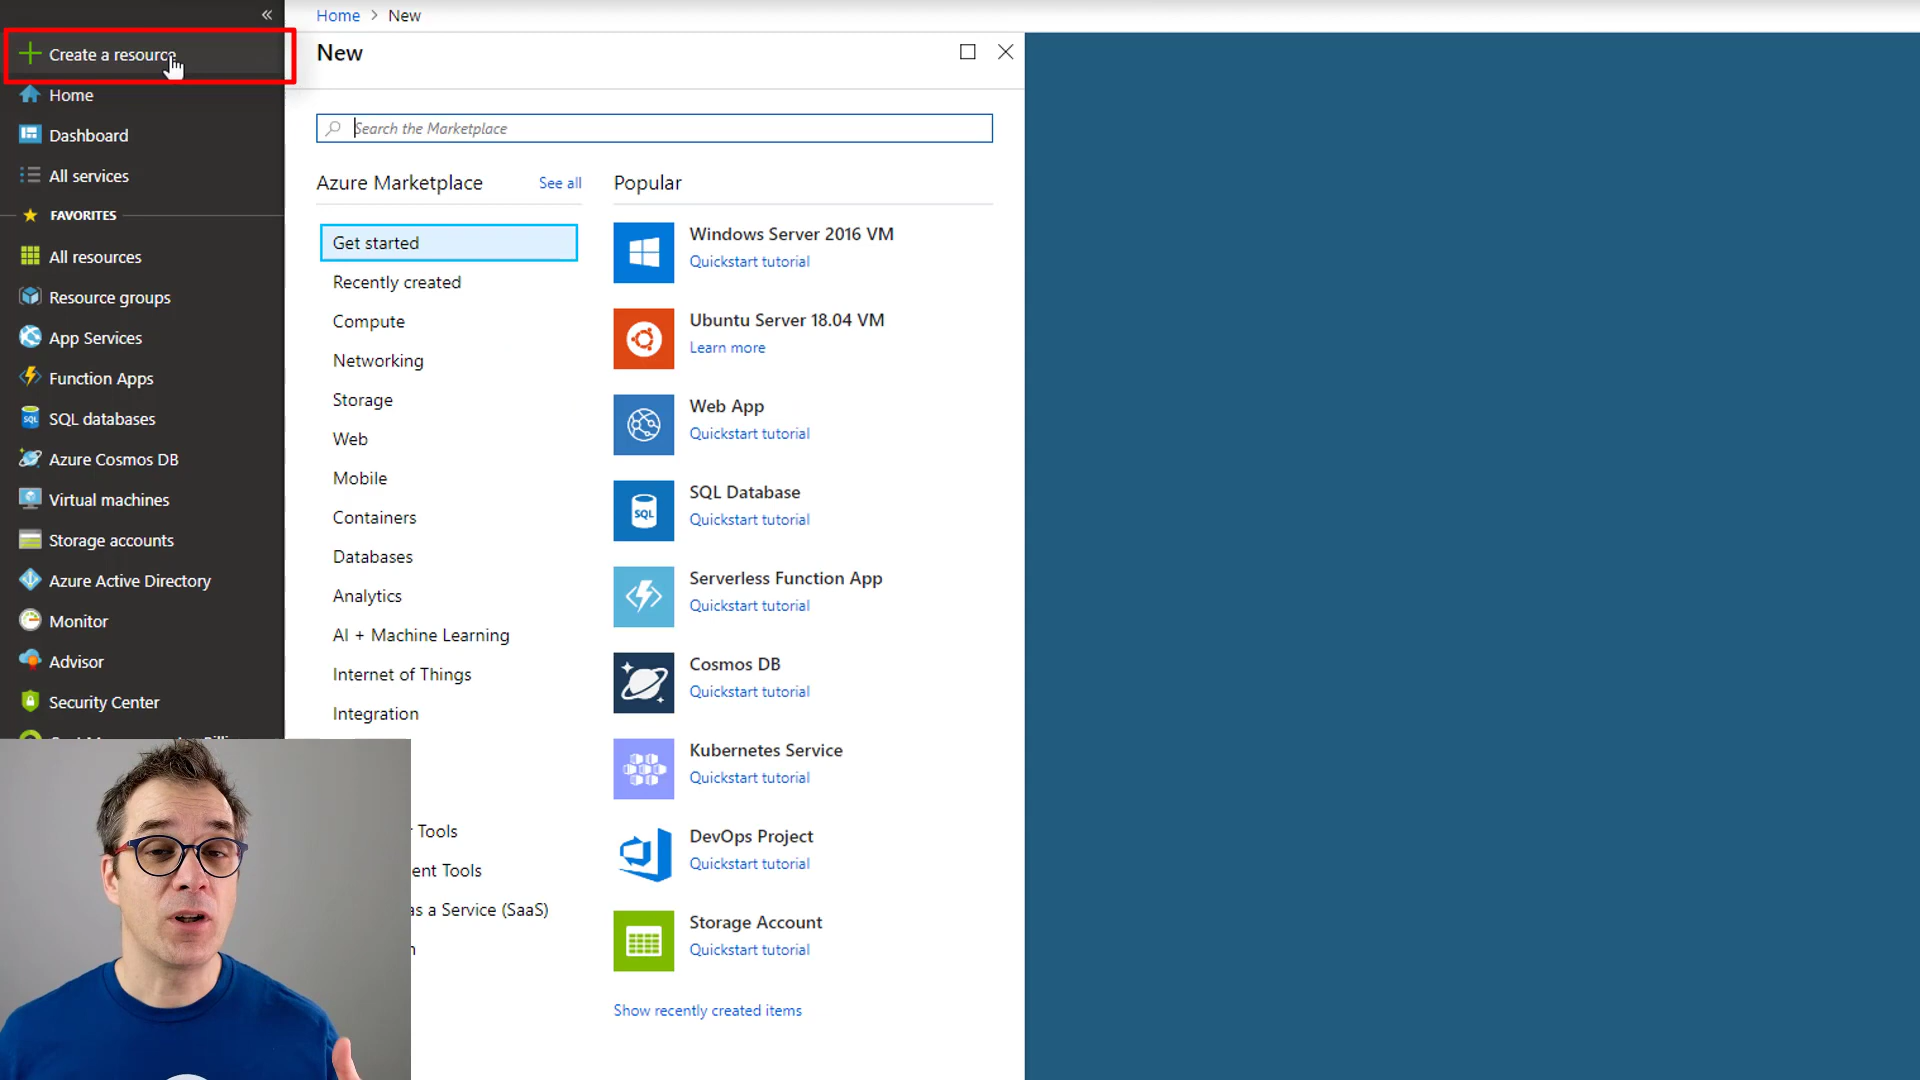 «
Create a resource
Home
Dashboard
All services
FAVORITES
All resources
Resource groups
App Services
Function Apps
SQL databases
Azure Cosmos DB
Virtual machines
Storage accounts
Azure Active Directory
Monitor
Advisor
Security Center
Home > New
New
Search the Marketplace
Azure Marketplace
See all
Get started
Recently created
Compute
Networking
Storage
Web
Mobile
Containers
Databases
Analytics
AI + Machine Learning
Internet of Things
Integration
Tools
ent Tools
as a Service (SaaS)
Popular
Windows Server 2016 VM
Quickstart tutorial
Ubuntu Server 18.04 VM
Learn more
Web App
Quickstart tutorial
SQL
SQL Database
Quickstart tutorial
Serverless Function App
Quickstart tutorial
Cosmos DB
Quickstart tutorial
Kubernetes Service
Quickstart tutorial
DevOps Project
Quickstart tutorial
Storage Account
Quickstart tutorial
Show recently created items